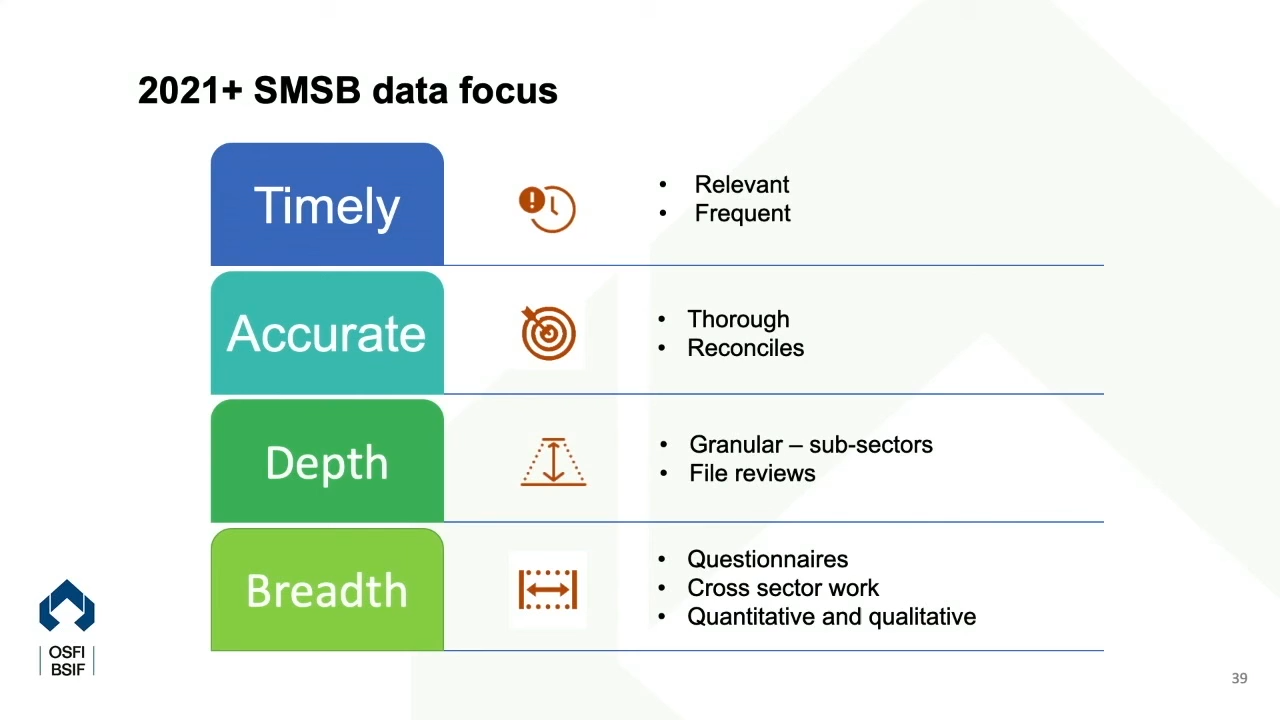 2021+ SMSB data focus
Timely
• Relevant
• Frequent
Accurate
• Thorough
• Reconciles
Depth
• Granular – sub-sectors
• File reviews
Breadth
• Questionnaires
• Cross sector work
• Quantitative and qualitative
OSFI
BSIF
39